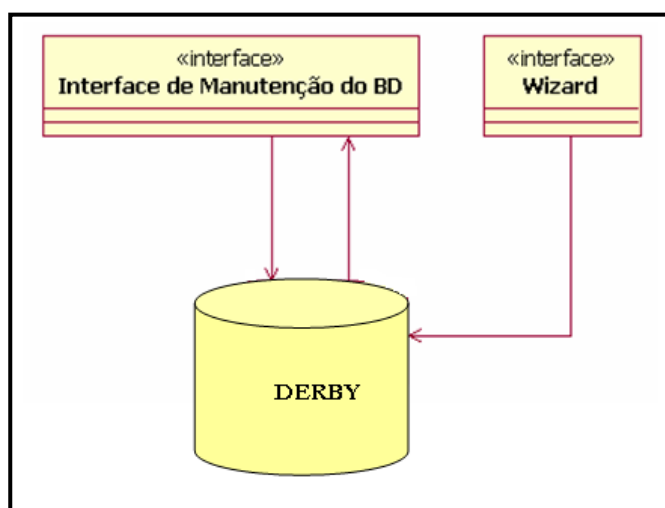 «interface»
Interface de Manutenção do BD
«interface»
Wizard
DERBY